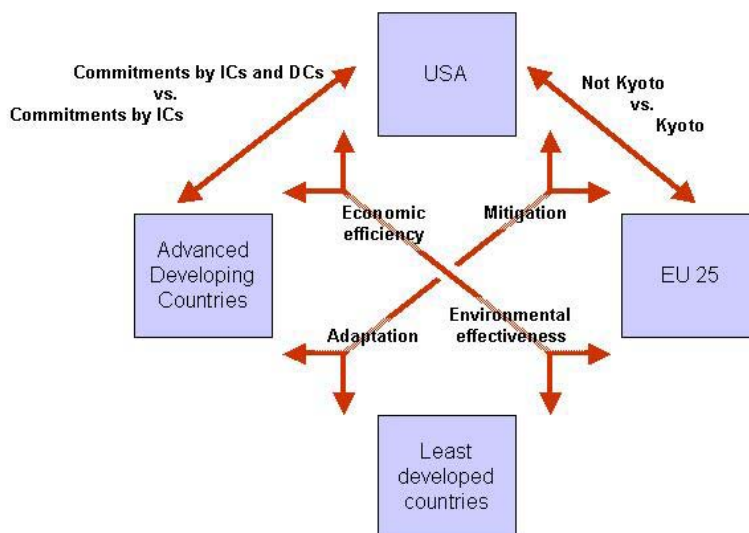 Commitments by ICs and DCs
vs.
Commitments by ICs
USA
Not Kyoto
vs.
Kyoto
Economic
efficiency
Mitigation
Advanced
Developing
Countries
EU 25
Adaptation
Environmental
effectiveness
Least
developed
countries